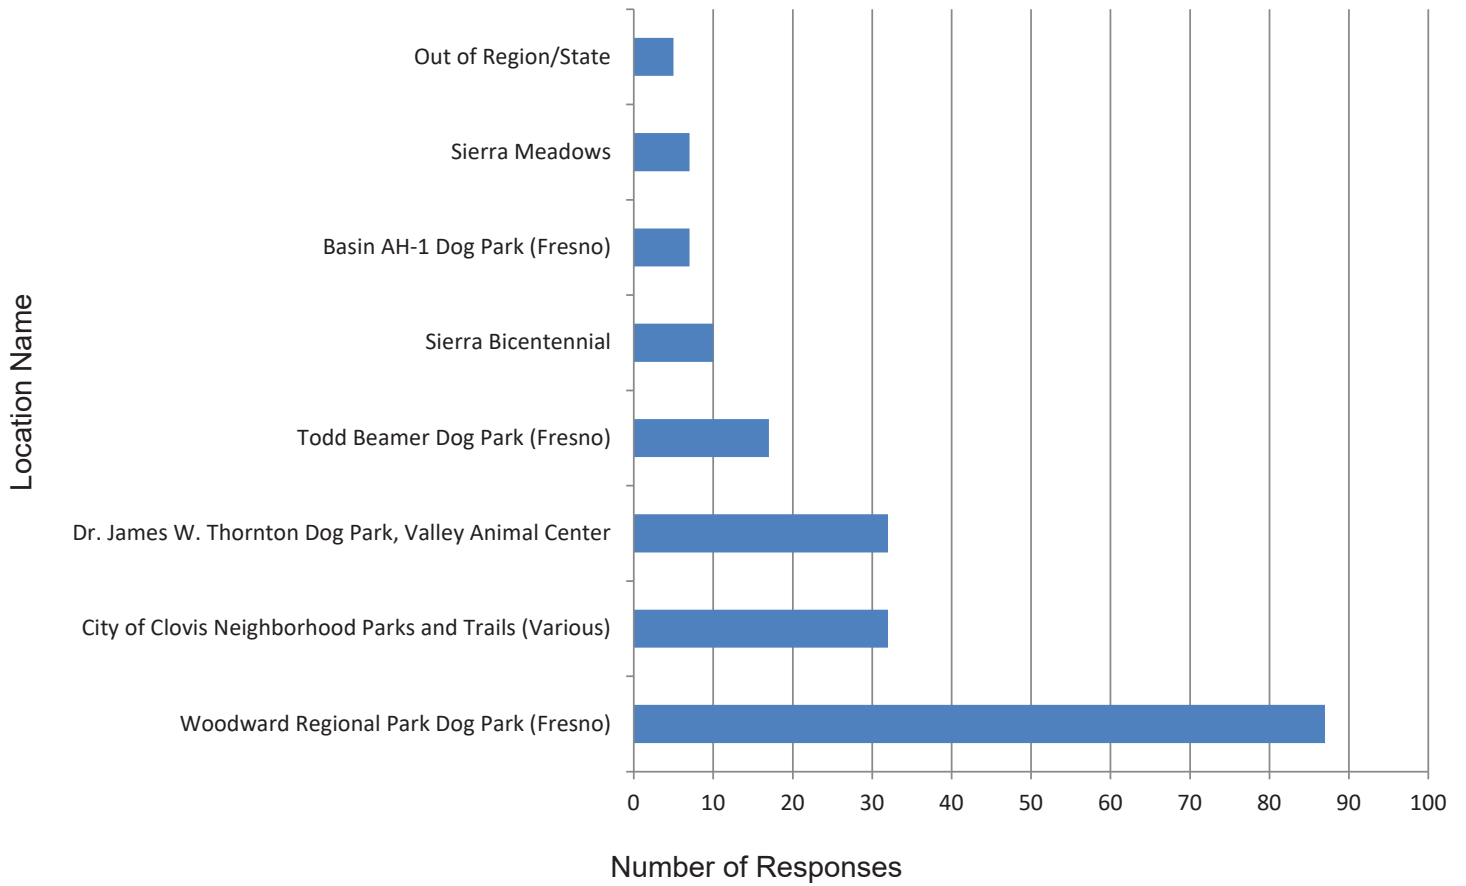 Out of Region/State
Sierra Meadows
Basin AH-1 Dog Park (Fresno)
Sierra Bicentennial
Todd Beamer Dog Park (Fresno)
Dr. James W. Thornton Dog Park, Valley Animal Center
City of Clovis Neighborhood Parks and Trails (Various)
Woodward Regional Park Dog Park (Fresno)
Location Name
0 10 20 30 40 50 60 70 80 90 100
Number of Responses